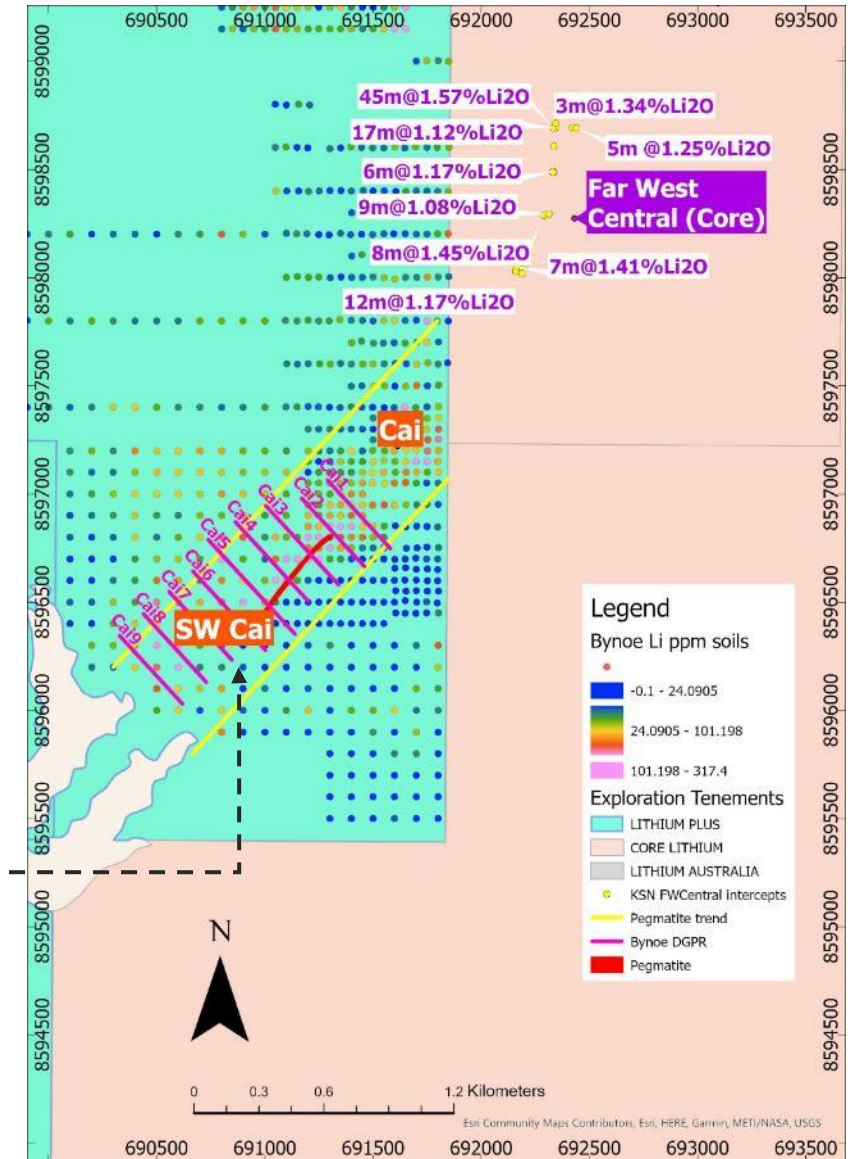 690500 691000 691500 692000 692500 693000 693500
8599000
8598500
8598000
8597500
8597000
8596500
8596000
8595500
8595000
8594500
45m@1.57%Li2O
3m@1.34%Li2O
17m@1.12%Li2O
5m @1.25%Li2O
6m@1.17%Li2O
Far West
Central (Core)
9m@1.08%Li2O
8m@1.45%Li2O
7m@1.41%Li2O
12m@1.17%Li2O
Cai
Cai1
Cai2
Cai3
Cai4
Cai5
Cai6
Cai7
Cai8
Cai9
SW Cai
Legend
Bynoe Li ppm soils
-0.1 - 24.0905
24.0905 - 101.198
101.198 - 317.4
Exploration Tenements
LITHIUM PLUS
CORE LITHIUM
LITHIUM AUSTRALIA
KSN FWCentral intercepts
Pegmatite trend
Bynoe DGPR
Pegmatite
N
0 0.3 0.6 1.2 Kilometers
Esri Community Maps Contributors, Esri, HERE, Garmin, METI/NASA, USGS
8599000
8598500
8598000
8597500
8597000
8596500
8596000
8595500
8595000
8594500
690500 691000 691500 692000 692500 693000 693500